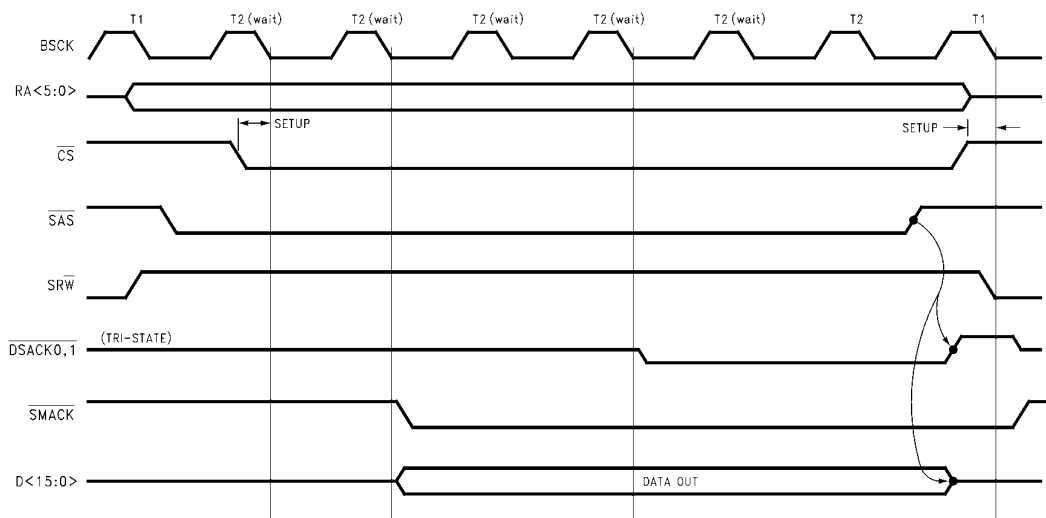 T1 T2 (wait) T2 (wait) T2 (wait) T2 (wait) T2 (wait) T2 T1
BSCK
RA<5:0>
SETUP SETUP
CS
SAS
SRW
(TRI-STATE)
DSACK0,1
SMACK
D<15:0> DATA OUT